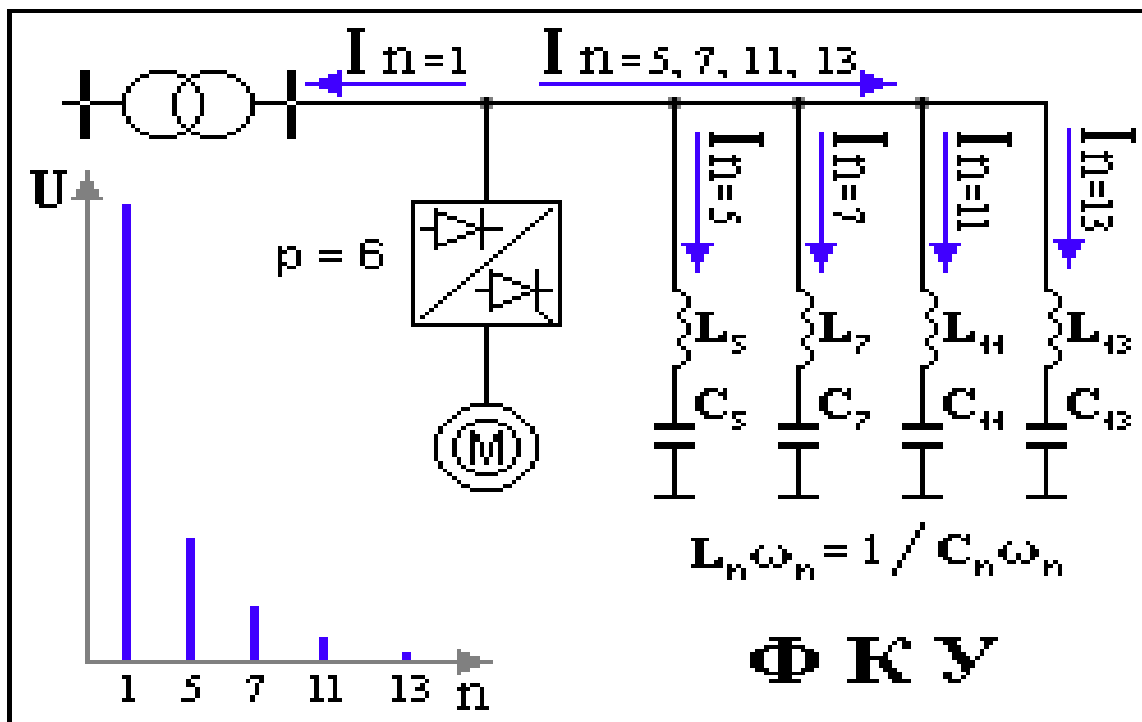 I n=1
I n=5, 7, 11, 13
U
I n=5
I n=7
I n=11
I n=13
p = 6
L5
L7
L11
L13
C5
C7
C11
C13
M
Lnωn = 1 / Cnωn
Ф К У
1 5 7 11 13 n